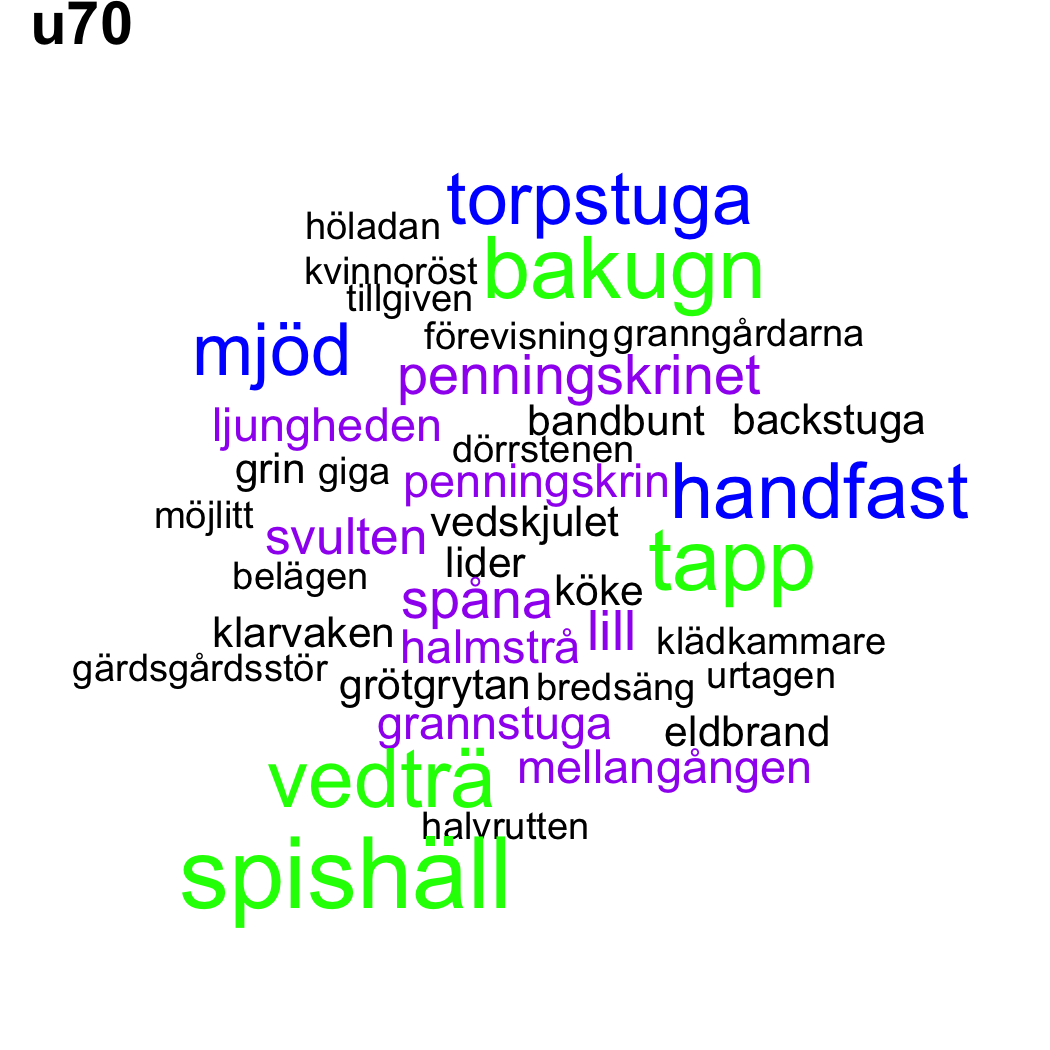 u70
torpstuga
höladan
bakugn
kvinnoröst
tillgiven
förevisning granngårdarna
mjöd
penningskrinet
ljungheden bandbunt backstuga
dörrstenen
grin giga penningskrin handfast
möjlitt svulten vedskjulet
lider tapp
belägen
spåna köke
klarvaken halmstrå lill klädkammare
gärdsgårdsstör grötgrytan bredsäng urtagen
grannstuga eldbrand
vedträ mellangången
halvrutten
spishäll